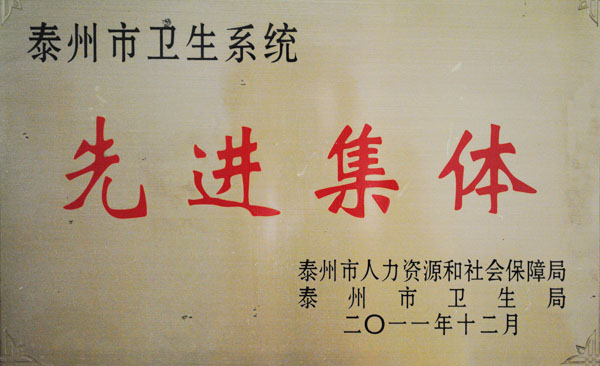 泰州市卫生系统
先进集体
泰州市人力资源和社会保障局
泰州市卫生局
二〇一一年十二月